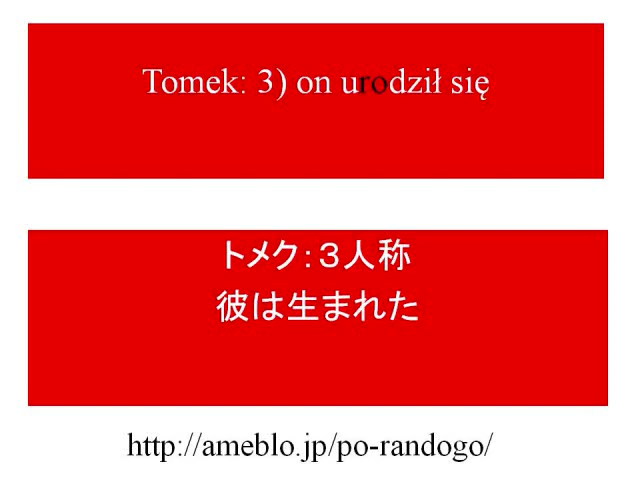 Tomek: 3) on urodził się
トメク：３人称
彼は生まれた
http://ameblo.jp/po-randogo/